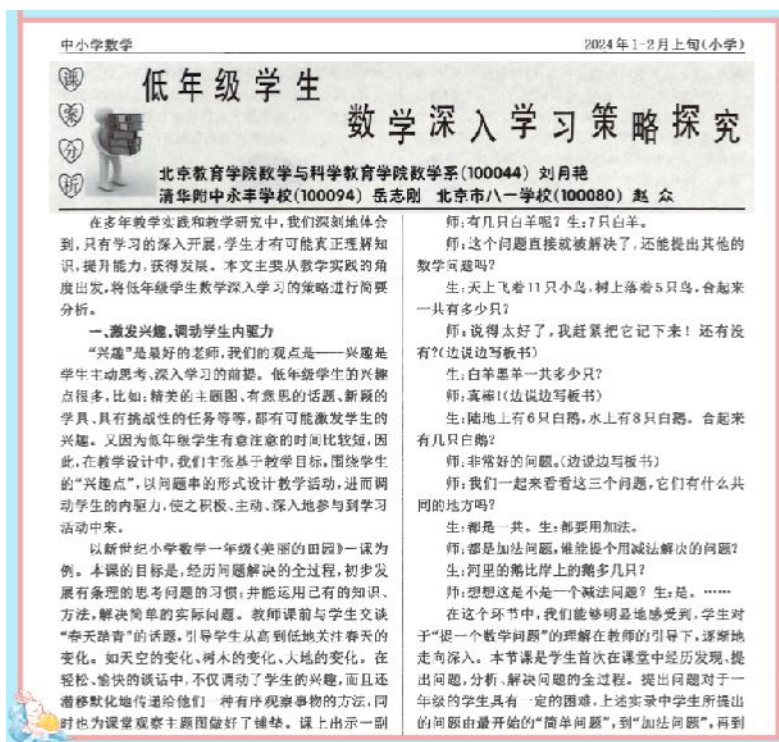 中小学数学
2024年1-2月上旬(小学)
课案分析
低年级学生
数学深入学习策略探究
北京教育学院数学与科学教育学院数学系(100044) 刘月艳
清华附中永丰学校(100094) 岳志刚 北京市八一学校(100080) 赵 众
在多年教学实践和教学研究中,我们深刻地体会
到,只有学习的深入开展,学生才有可能真正理解知
识,提升能力,获得发展。本文主要从教学实践的角
度出发,将低年级学生数学深入学习的策略进行简要
分析。
一、激发兴趣,调动学生内驱力
“兴趣”是最好的老师,我们的观点是——兴趣是
学生主动思考、深入学习的前提。低年级学生的兴趣
点很多,比如:精美的主题图、有意思的话题、新颖的
学具、具有挑战性的任务等等,都有可能激发学生的
兴趣。又因为低年级学生有意注意的时间比较短,因
此,在教学设计中,我们主张基于教学目标,围绕学生
的“兴趣点”,以问题串的形式设计教学活动,进而调
动学生的内驱力,使之积极、主动、深入地参与到学习
活动中来。
以新世纪小学数学一年级《美丽的田园》一课为
例。本课的目标是,经历问题解决的全过程,初步发
展有条理的思考问题的习惯;并能运用已有的知识、
方法,解决简单的实际问题。教师课前与学生交谈
“春天踏青”的话题,引导学生从高到低地关注春天的
变化。如天空的变化、树木的变化、大地的变化。在
轻松、愉快的谈话中,不仅调动了学生的兴趣,而且还
潜移默化地传递给他们一种有序观察事物的方法,同
时也为课堂观察主题图做好了铺垫。课上出示一副
师:有几只白羊呢?生:7只白羊。
师:这个问题直接就被解决了,还能提出其他的
数学问题吗?
生:天上飞着11只小鸟,树上落着5只鸟,合起来
一共有多少只?
师:说得太好了,我赶紧把它记下来!还有没
有?(边说边写板书)
生:白羊黑羊一共多少只?
师:真棒!(边说边写板书)
生:陆地上有6只白鹅,水上有8只白鹅。合起来
有几只白鹅?
师:非常好的问题。(边说边写板书)
师:我们一起来看看这三个问题,它们有什么共
同的地方吗?
生:都是一共。生:都要用加法。
师:都是加法问题,谁能提个用减法解决的问题?
生:河里的鹅比岸上的鹅多几只?
师:想想这是不是一个减法问题?生:是。……
在这个环节中,我们能够明显地感受到,学生对
于“提一个数学问题”的理解在教师的引导下,逐渐地
走向深入。本节课是学生首次在课堂中经历发现、提
出问题,分析、解决问题的全过程。提出问题对于一
年级的学生具有一定的困难,上述实录中学生所提出
的问题由最开始的“简单问题”,到“加法问题”,再到